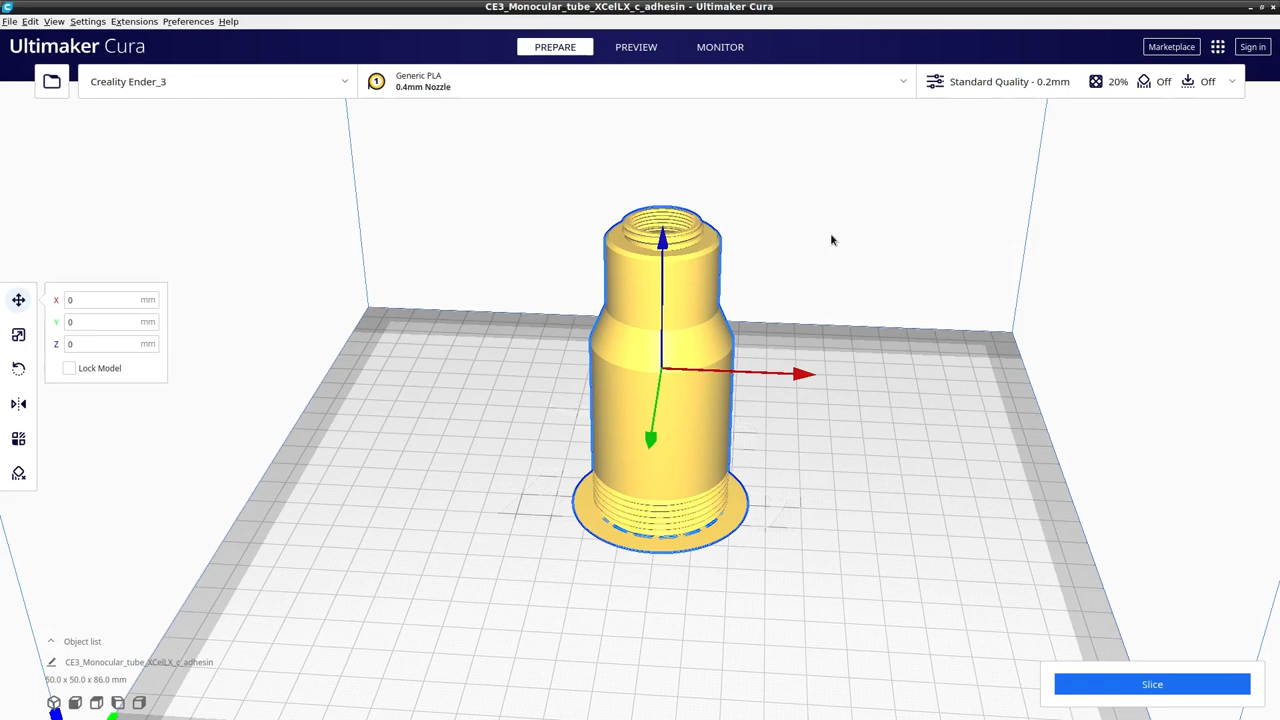 CE3_Monocular_tube_XCelLX_c_adhesin - Ultimaker Cura
File Edit View Settings Extensions Preferences Help
Ultimaker Cura PREPARE PREVIEW MONITOR Marketplace Sign in
Creality Ender_3
1 Generic PLA
0.4mm Nozzle
Standard Quality - 0.2mm 20% Off Off
X 0 mm
Y 0 mm
Z 0 mm
Lock Model
Object list
CE3_Monocular_tube_XCelLX_c_adhesin
50.0 x 50.0 x 86.0 mm
Slice